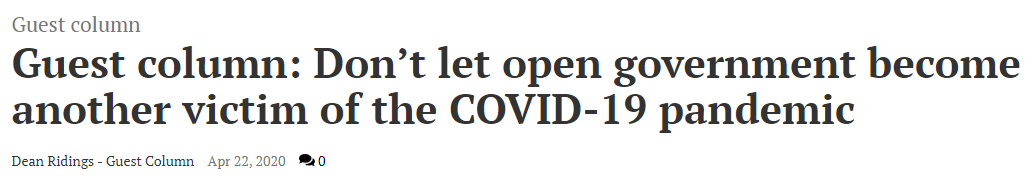 Guest column
Guest column: Don’t let open government become
another victim of the COVID-19 pandemic
Dean Ridings - Guest Column Apr 22, 2020 0